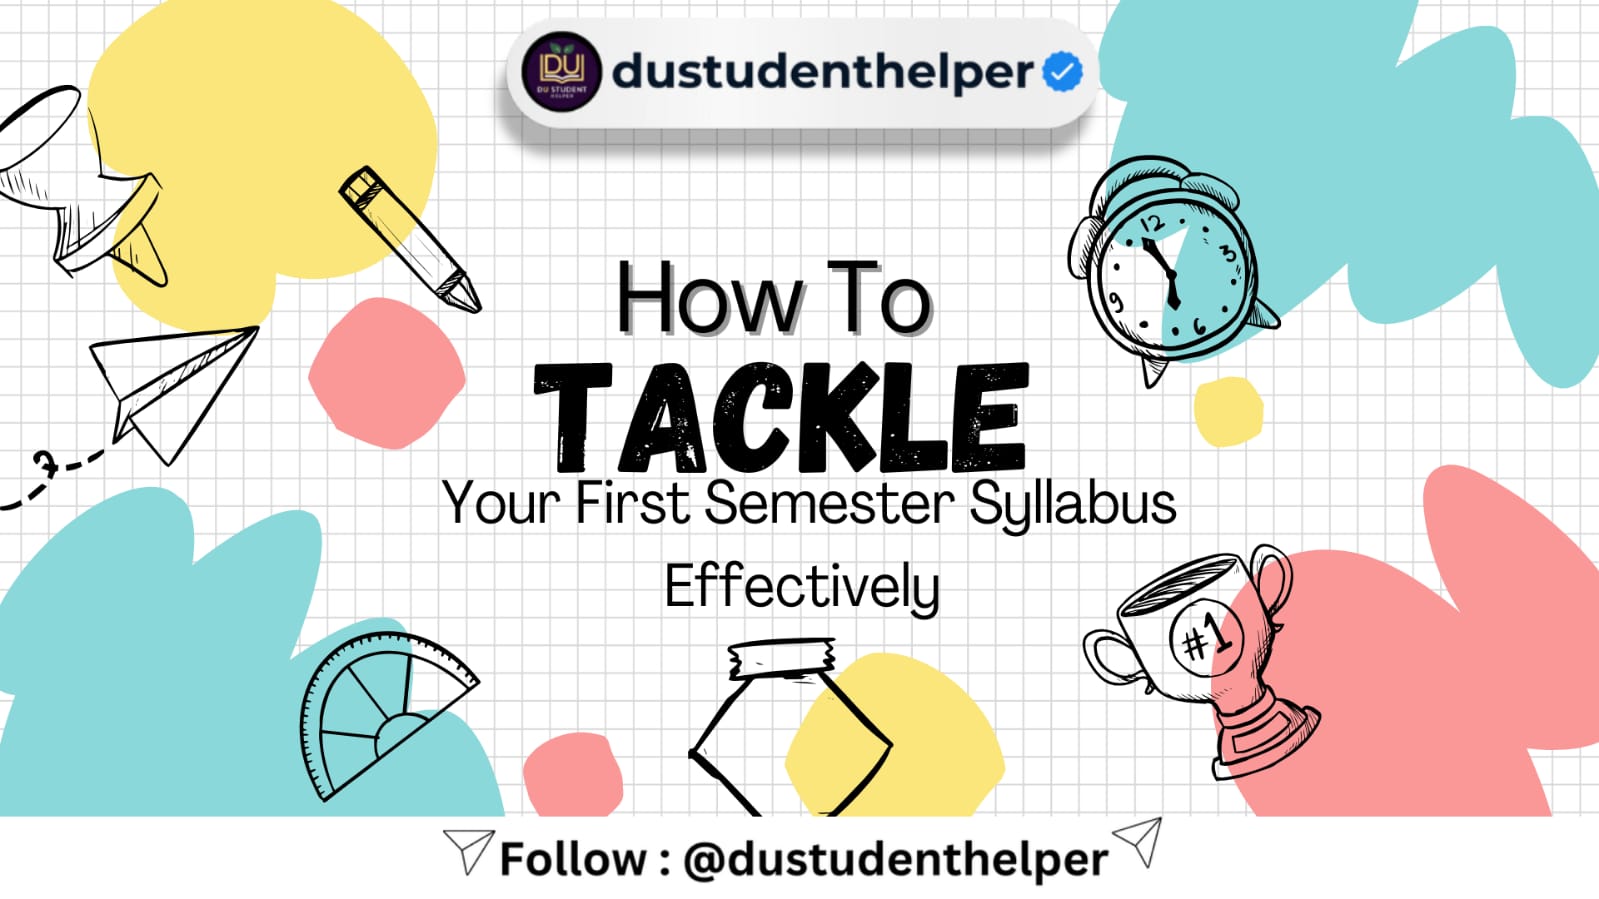 DU
DU STUDENT
HELPER
dustudenthelper
How To
TACKLE
Your First Semester Syllabus
Effectively
12
3
6
9
#1
Follow : @dustudenthelper